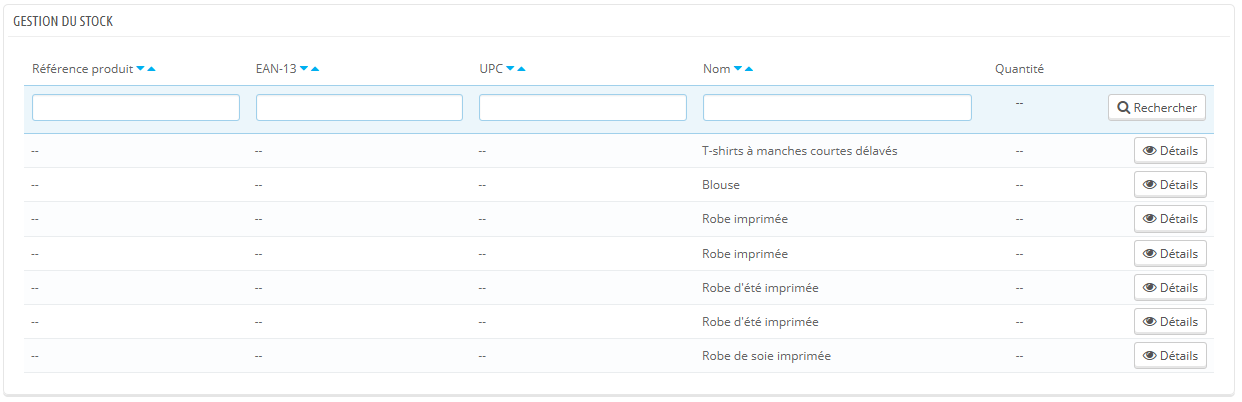 GESTION DU STOCK
Référence produit EAN-13 UPC Nom Quantité
-- Rechercher
-- -- -- T-shirts à manches courtes délavés -- Détails
-- -- -- Blouse -- Détails
-- -- -- Robe imprimée -- Détails
-- -- -- Robe imprimée -- Détails
-- -- -- Robe d'été imprimée -- Détails
-- -- -- Robe d'été imprimée -- Détails
-- -- -- Robe de soie imprimée -- Détails